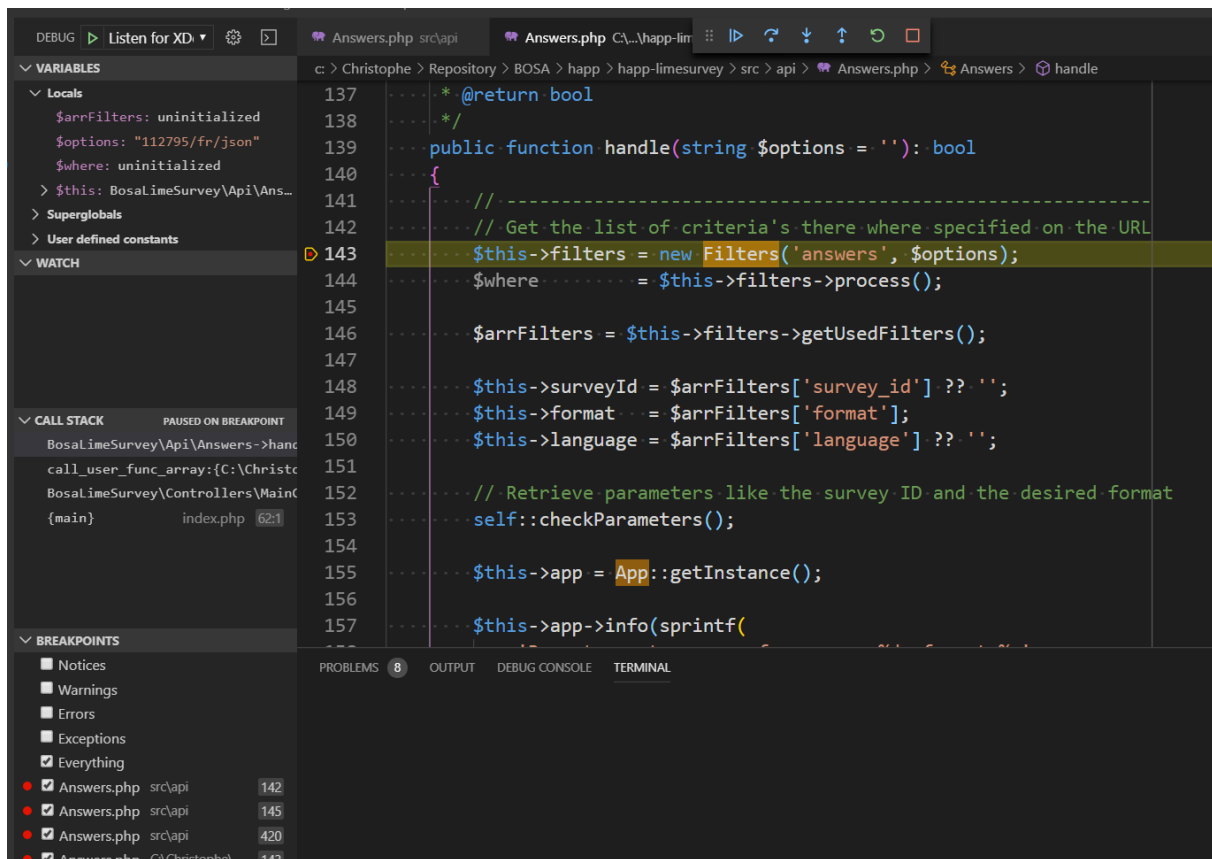 DEBUG Listen for XD
Answers.php src\api
Answers.php C:\...\happ-lim
VARIABLES
Locals
$arrFilters: uninitialized
$options: "112795/fr/json"
$where: uninitialized
$this: BosaLimeSurvey\Api\Ans...
Superglobals
User defined constants
WATCH
CALL STACK PAUSED ON BREAKPOINT
BosaLimeSurvey\Api\Answers->hand
call_user_func_array:{C:\Christo
BosaLimeSurvey\Controllers\MainC
{main} index.php 62:1
BREAKPOINTS
Notices
Warnings
Errors
Exceptions
Everything
Answers.php src\api 142
Answers.php src\api 145
Answers.php src\api 420
Answers.php C:\Christophe\ 143
c: > Christophe > Repository > BOSA > happ > happ-limesurvey > src > api > Answers.php > Answers > handle
137 * @return bool
138 */
139 public function handle(string $options = ''): bool
140 {
141 // ------------------------------------------------------------
142 // Get the list of criteria's there where specified on the URL
143 $this->filters = new Filters('answers', $options);
144 $where = $this->filters->process();
145
146 $arrFilters = $this->filters->getUsedFilters();
147
148 $this->surveyId = $arrFilters['survey_id'] ?? '';
149 $this->format = $arrFilters['format'];
150 $this->language = $arrFilters['language'] ?? '';
151
152 // Retrieve parameters like the survey ID and the desired format
153 self::checkParameters();
154
155 $this->app = App::getInstance();
156
157 $this->app->info(sprintf(
PROBLEMS 8 OUTPUT DEBUG CONSOLE TERMINAL